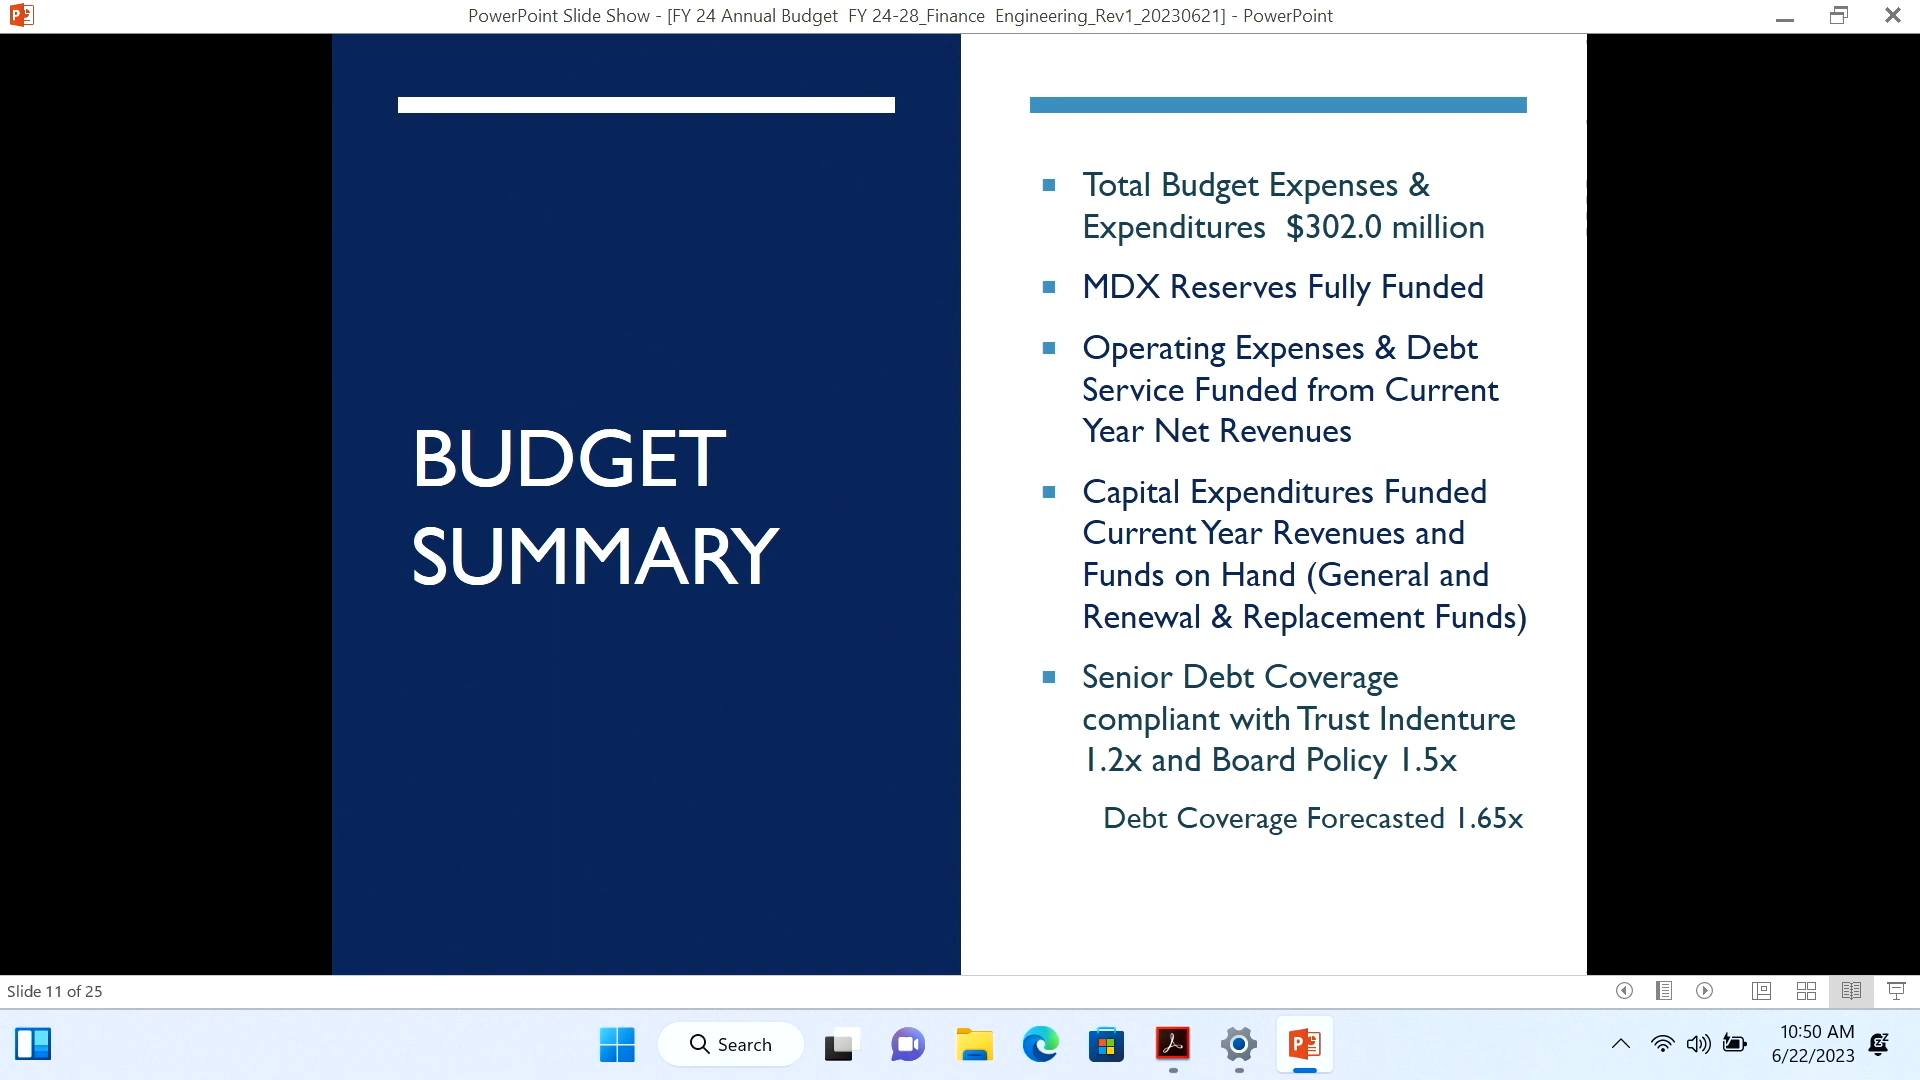 PowerPoint Slide Show - [FY 24 Annual Budget  FY 24-28_Finance  Engineering_Rev1_20230621] - PowerPoint
BUDGET
SUMMARY
Total Budget Expenses &
Expenditures  $302.0 million
MDX Reserves Fully Funded
Operating Expenses & Debt
Service Funded from Current
Year Net Revenues
Capital Expenditures Funded
Current Year Revenues and
Funds on Hand (General and
Renewal & Replacement Funds)
Senior Debt Coverage
compliant with Trust Indenture
1.2x and Board Policy 1.5x
Debt Coverage Forecasted 1.65x
Slide 11 of 25
Search
10:50 AM
6/22/2023